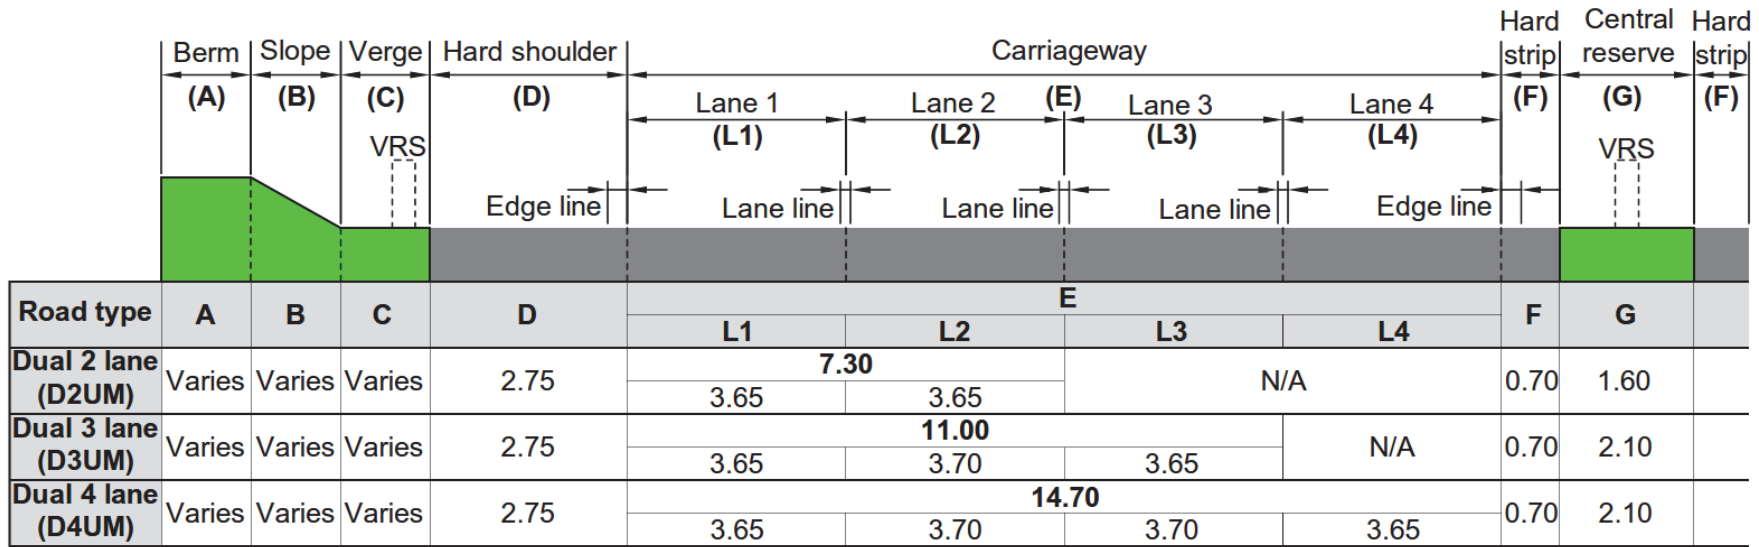 Hard Central Hard
Berm Slope Verge Hard shoulder Carriageway strip reserve strip
(A) (B) (C) (D) (E) (F) (G) (F)
Lane 1 Lane 2 Lane 3 Lane 4
(L1) (L2) (L3) (L4)
VRS VRS
Edge line Lane line Lane line Lane line Edge line
Road type A B C D E F G
L1 L2 L3 L4
Dual 2 lane (D2UM) Varies Varies Varies 2.75 7.30 N/A 0.70 1.60
3.65 3.65
Dual 3 lane (D3UM) Varies Varies Varies 2.75 11.00 N/A 0.70 2.10
3.65 3.70 3.65
Dual 4 lane (D4UM) Varies Varies Varies 2.75 14.70 0.70 2.10
3.65 3.70 3.70 3.65